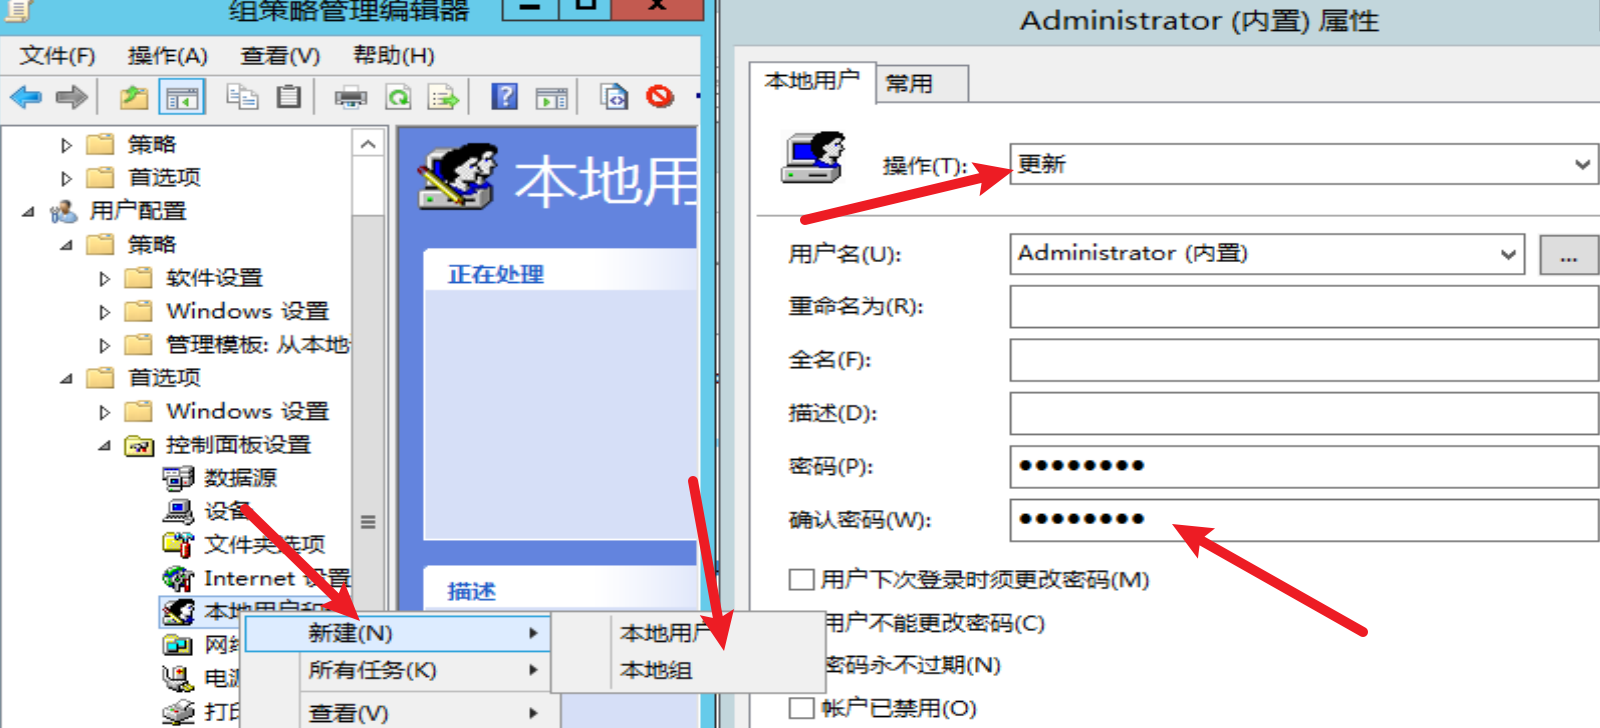 组策略管理编辑器
文件(F) 操作(A) 查看(V) 帮助(H)
策略
首选项
用户配置
策略
软件设置
Windows 设置
管理模板: 从本地
首选项
Windows 设置
控制面板设置
数据源
设备
文件夹选项
Internet 设置
本地用户和
网络
电源
打印
本地用
正在处理
描述
新建(N)
所有任务(K)
查看(V)
本地用户
本地组
Administrator (内置) 属性
本地用户 常用
操作(T): 更新
用户名(U): Administrator (内置) ...
重命名为(R):
全名(F):
描述(D):
密码(P): ●●●●●●●●
确认密码(W): ●●●●●●●●
用户下次登录时须更改密码(M)
用户不能更改密码(C)
密码永不过期(N)
帐户已禁用(O)